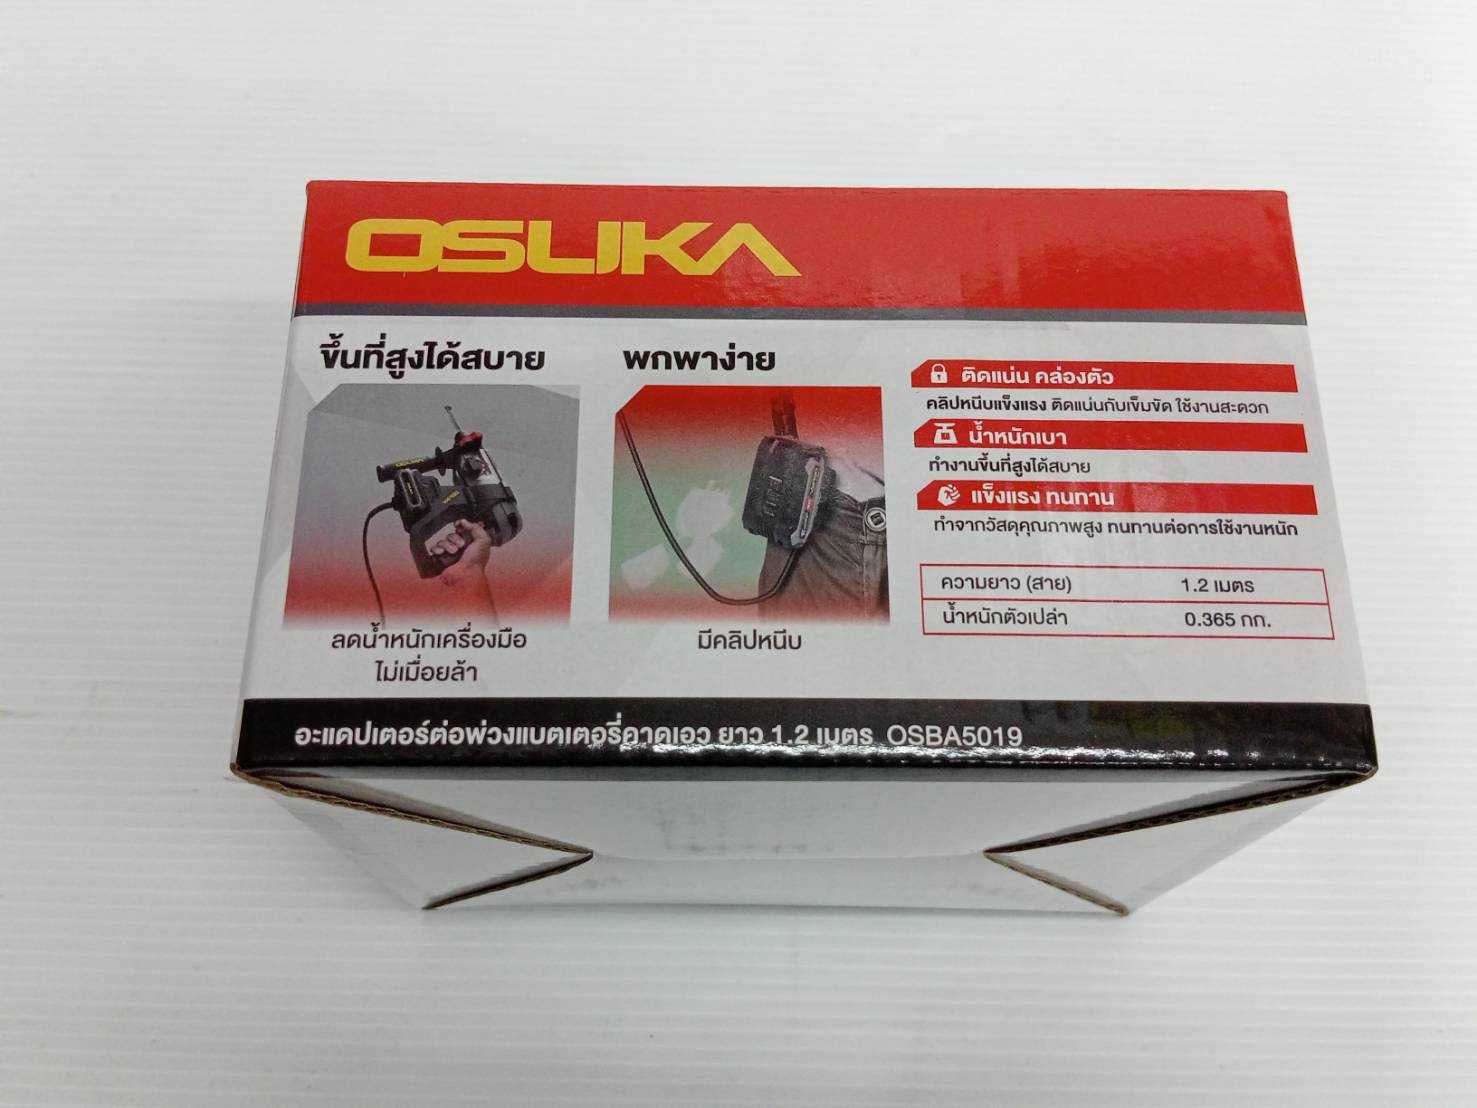 OSUKA
ขึ้นที่สูงได้สบาย
พกพาง่าย
ลดน้ำหนักเครื่องมือ
ไม่เมื่อยล้า
มีคลิปหนีบ
ติดแน่น คล่องตัว
คลิปหนีบแข็งแรง ติดแน่นกับเข็มขัด ใช้งานสะดวก
น้ำหนักเบา
ทำงานขึ้นที่สูงได้สบาย
แข็งแรง ทนทาน
ทำจากวัสดุคุณภาพสูง ทนทานต่อการใช้งานหนัก
ความยาว (สาย) 1.2 เมตร
น้ำหนักตัวเปล่า 0.365 กก.
อะแดปเตอร์ต่อพ่วงแบตเตอรี่คาดเอว ยาว 1.2 เมตร OSBA5019